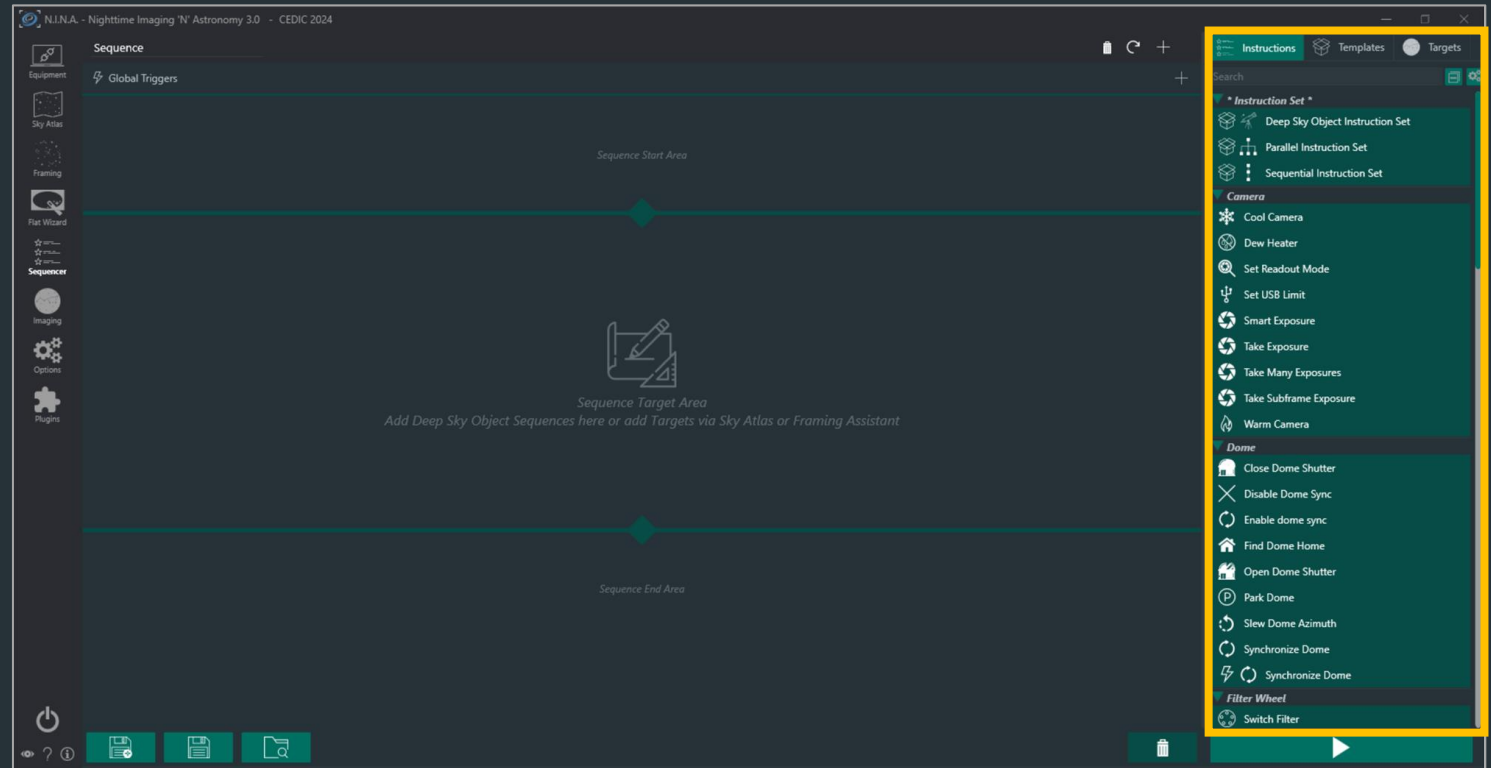 N.I.N.A. - Nighttime Imaging 'N' Astronomy 3.0 - CEDIC 2024
Equipment
Sky Atlas
Framing
Flat Wizard
Sequencer
Imaging
Options
Plugins
Sequence
Global Triggers
Sequence Start Area
Sequence Target Area
Add Deep Sky Object Sequences here or add Targets via Sky Atlas or Framing Assistant
Sequence End Area
Instructions
Templates
Targets
Search
* Instruction Set *
Deep Sky Object Instruction Set
Parallel Instruction Set
Sequential Instruction Set
Camera
Cool Camera
Dew Heater
Set Readout Mode
Set USB Limit
Smart Exposure
Take Exposure
Take Many Exposures
Take Subframe Exposure
Warm Camera
Dome
Close Dome Shutter
Disable Dome Sync
Enable dome sync
Find Dome Home
Open Dome Shutter
Park Dome
Slew Dome Azimuth
Synchronize Dome
Synchronize Dome
Filter Wheel
Switch Filter